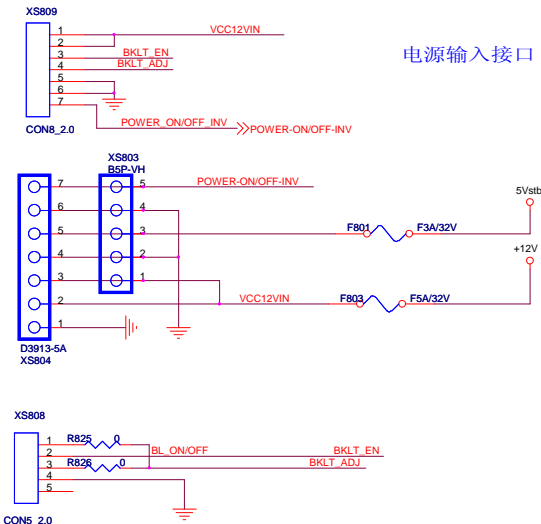 XS809
电源输入接口
1
VCC12VIN
2
3
BKLT_EN
4
BKLT_ADJ
5
6
7
POWER_ON/OFF_INV
POWER-ON/OFF-INV
CON8_2.0
XS803
B5P-VH
7
5
POWER-ON/OFF-INV
5Vstb
6
4
5
3
F801
F3A/32V
4
2
+12V
3
1
2
VCC12VIN
F803
F5A/32V
1
D3913-5A
XS804
XS808
1
R825
0
2
BL_ON/OFF
BKLT_EN
3
R826
0
BKLT_ADJ
4
5
CON5_2.0